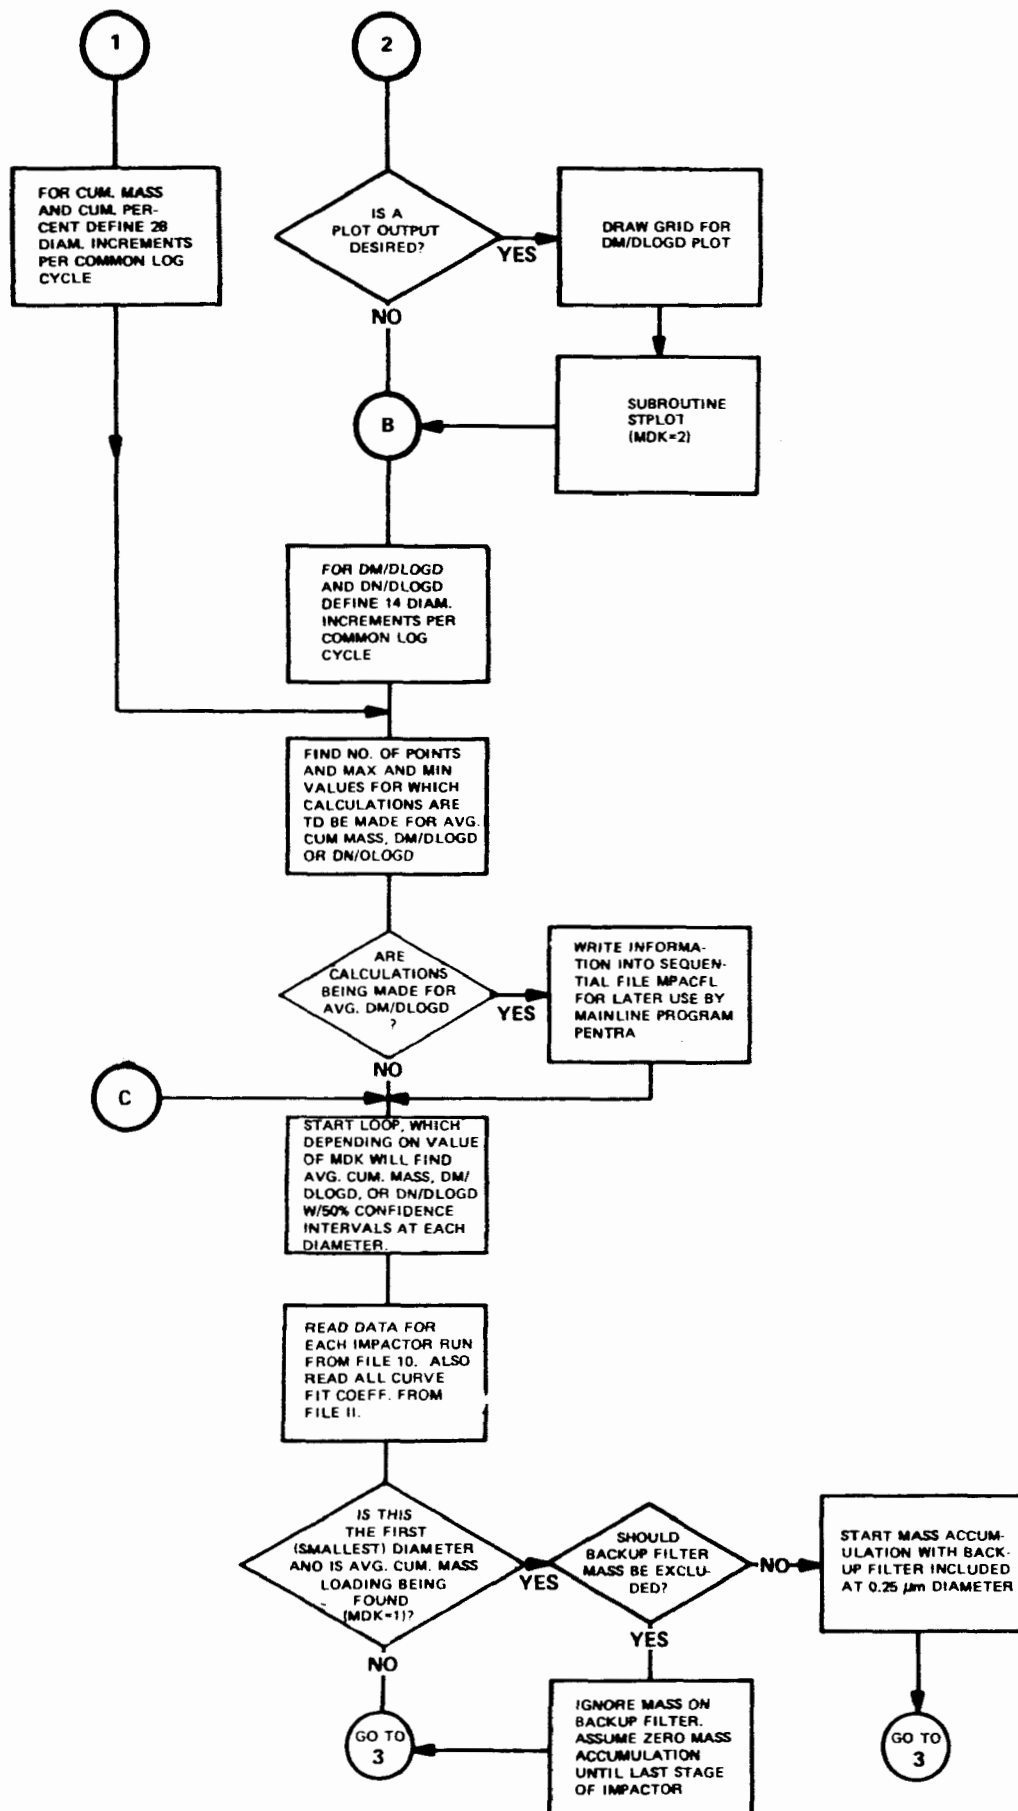 1
2
FOR CUM. MASS
AND CUM. PER-
CENT DEFINE 28
DIAM. INCREMENTS
PER COMMON LOG
CYCLE
IS A
PLOT OUTPUT
DESIRED?
YES
DRAW GRID FOR
DM/DLOGD PLOT
NO
SUBROUTINE
STPLOT
(MDK=2)
B
FOR DM/DLOGD
AND DN/DLOGD
DEFINE 14 DIAM.
INCREMENTS PER
COMMON LOG
CYCLE
FIND NO. OF POINTS
AND MAX AND MIN
VALUES FOR WHICH
CALCULATIONS ARE
TD BE MADE FOR AVG.
CUM MASS, DM/DLOGD
OR DN/OLOGD
ARE
CALCULATIONS
BEING MADE FOR
AVG. DM/DLOGD
?
YES
WRITE INFORMA-
TION INTO SEQUEN-
TIAL FILE MPACFL
FOR LATER USE BY
MAINLINE PROGRAM
PENTRA
NO
C
START LOOP, WHICH
DEPENDING ON VALUE
OF MDK WILL FIND
AVG. CUM. MASS, DM/
DLOGD, OR DN/DLOGD
W/50% CONFIDENCE
INTERVALS AT EACH
DIAMETER.
READ DATA FOR
EACH IMPACTOR RUN
FROM FILE 10. ALSO
READ ALL CURVE
FIT COEFF. FROM
FILE II.
IS THIS
THE FIRST
(SMALLEST) DIAMETER
ANO IS AVG. CUM. MASS
LOADING BEING
FOUND
(MDK=1)?
YES
SHOULD
BACKUP FILTER
MASS BE EXCLU-
DED?
NO
START MASS ACCUM-
ULATION WITH BACK-
UP FILTER INCLUDED
AT 0.25 µm DIAMETER
NO
YES
GO TO
3
IGNORE MASS ON
BACKUP FILTER.
ASSUME ZERO MASS
ACCUMULATION
UNTIL LAST STAGE
OF IMPACTOR
GO TO
3